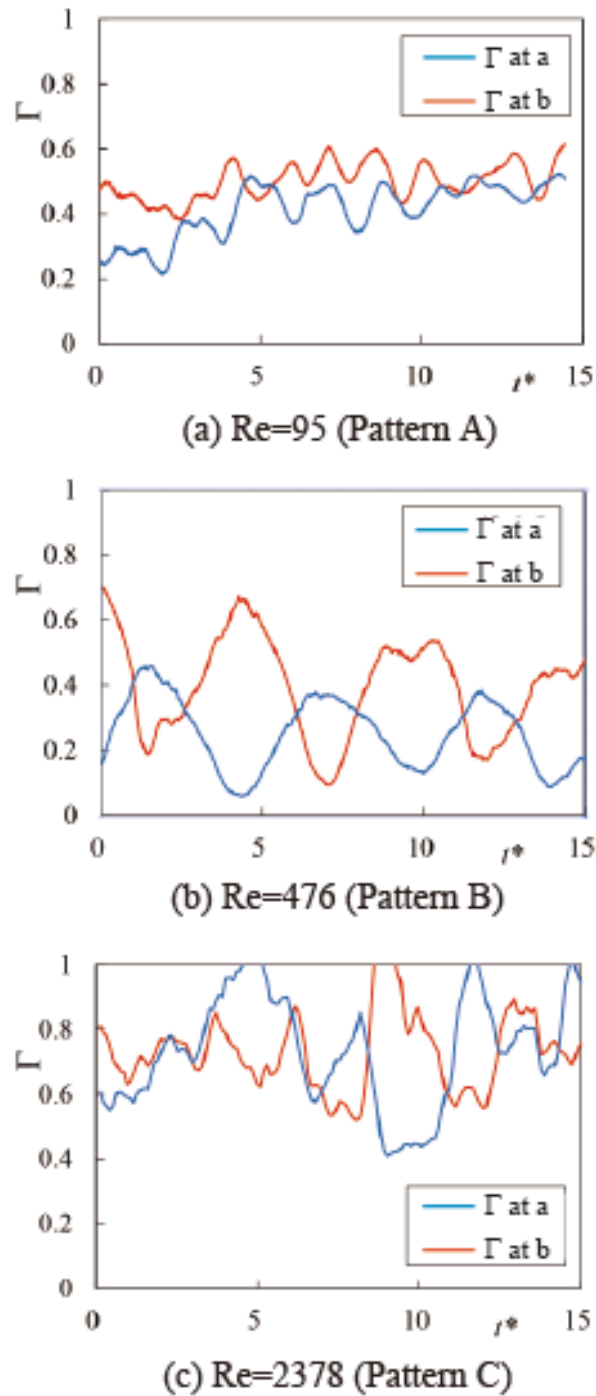 1
0.8
Γ
0.6
0.4
0.2
0
Γ at a
Γ at b
0
5
10
t*
15
(a) Re=95 (Pattern A)
1
0.8
Γ
0.6
0.4
0.2
0
Γ at a
Γ at b
0
5
10
t*
15
(b) Re=476 (Pattern B)
1
0.8
Γ
0.6
0.4
0.2
0
Γ at a
Γ at b
0
5
10
t*
15
(c) Re=2378 (Pattern C)